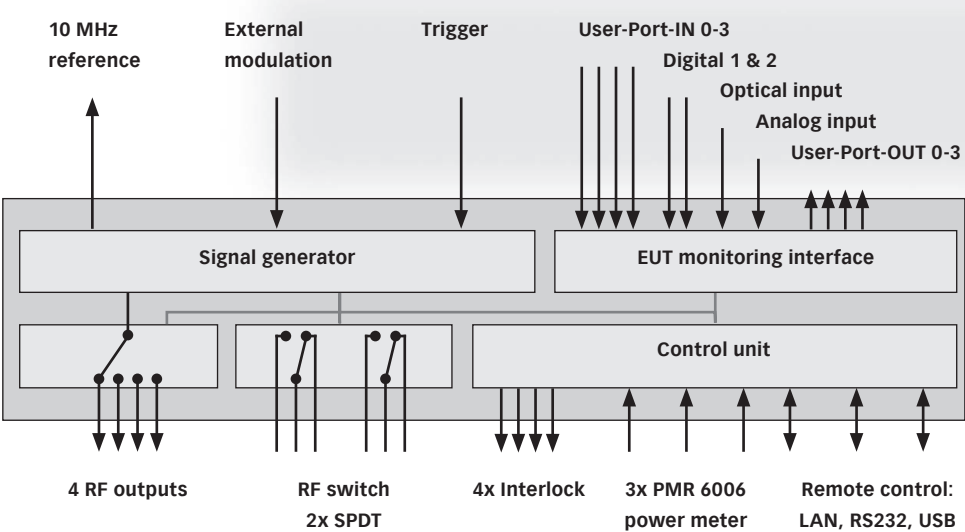 10 MHz
reference
External
modulation
Trigger
User-Port-IN 0-3
Digital 1 & 2
Optical input
Analog input
User-Port-OUT 0-3
Signal generator
EUT monitoring interface
Control unit
4 RF outputs
RF switch
2x SPDT
4x Interlock
3x PMR 6006
power meter
Remote control:
LAN, RS232, USB